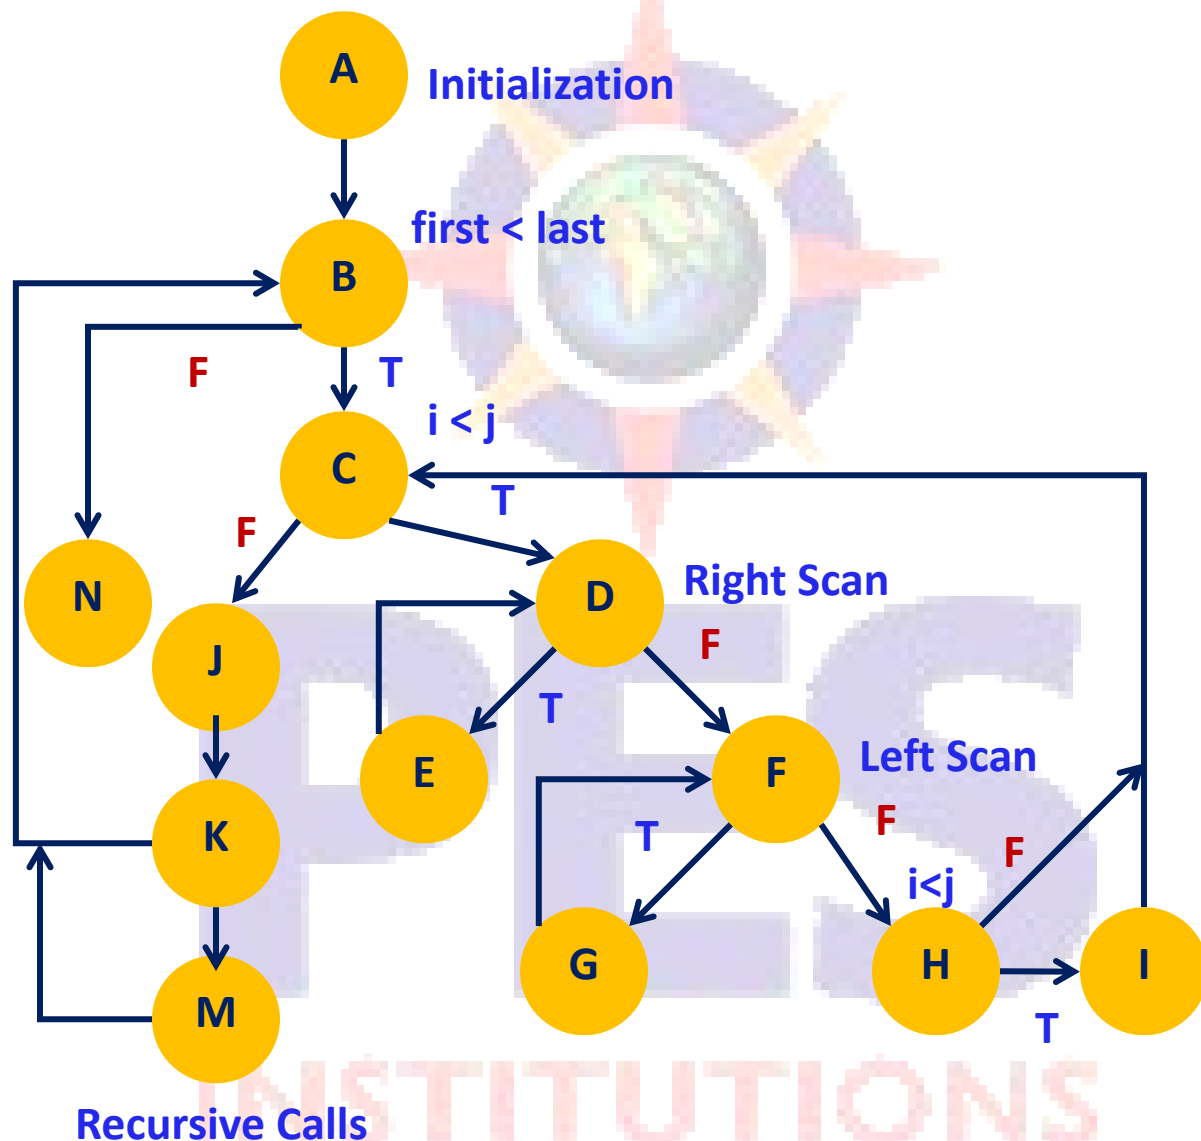 A
Initialization
first < last
B
F
T
i < j
C
T
F
N
D
Right Scan
J
F
T
E
F
Left Scan
K
T
F
F
i<j
G
H
I
M
T
Recursive Calls
PES
INSTITUTIONS